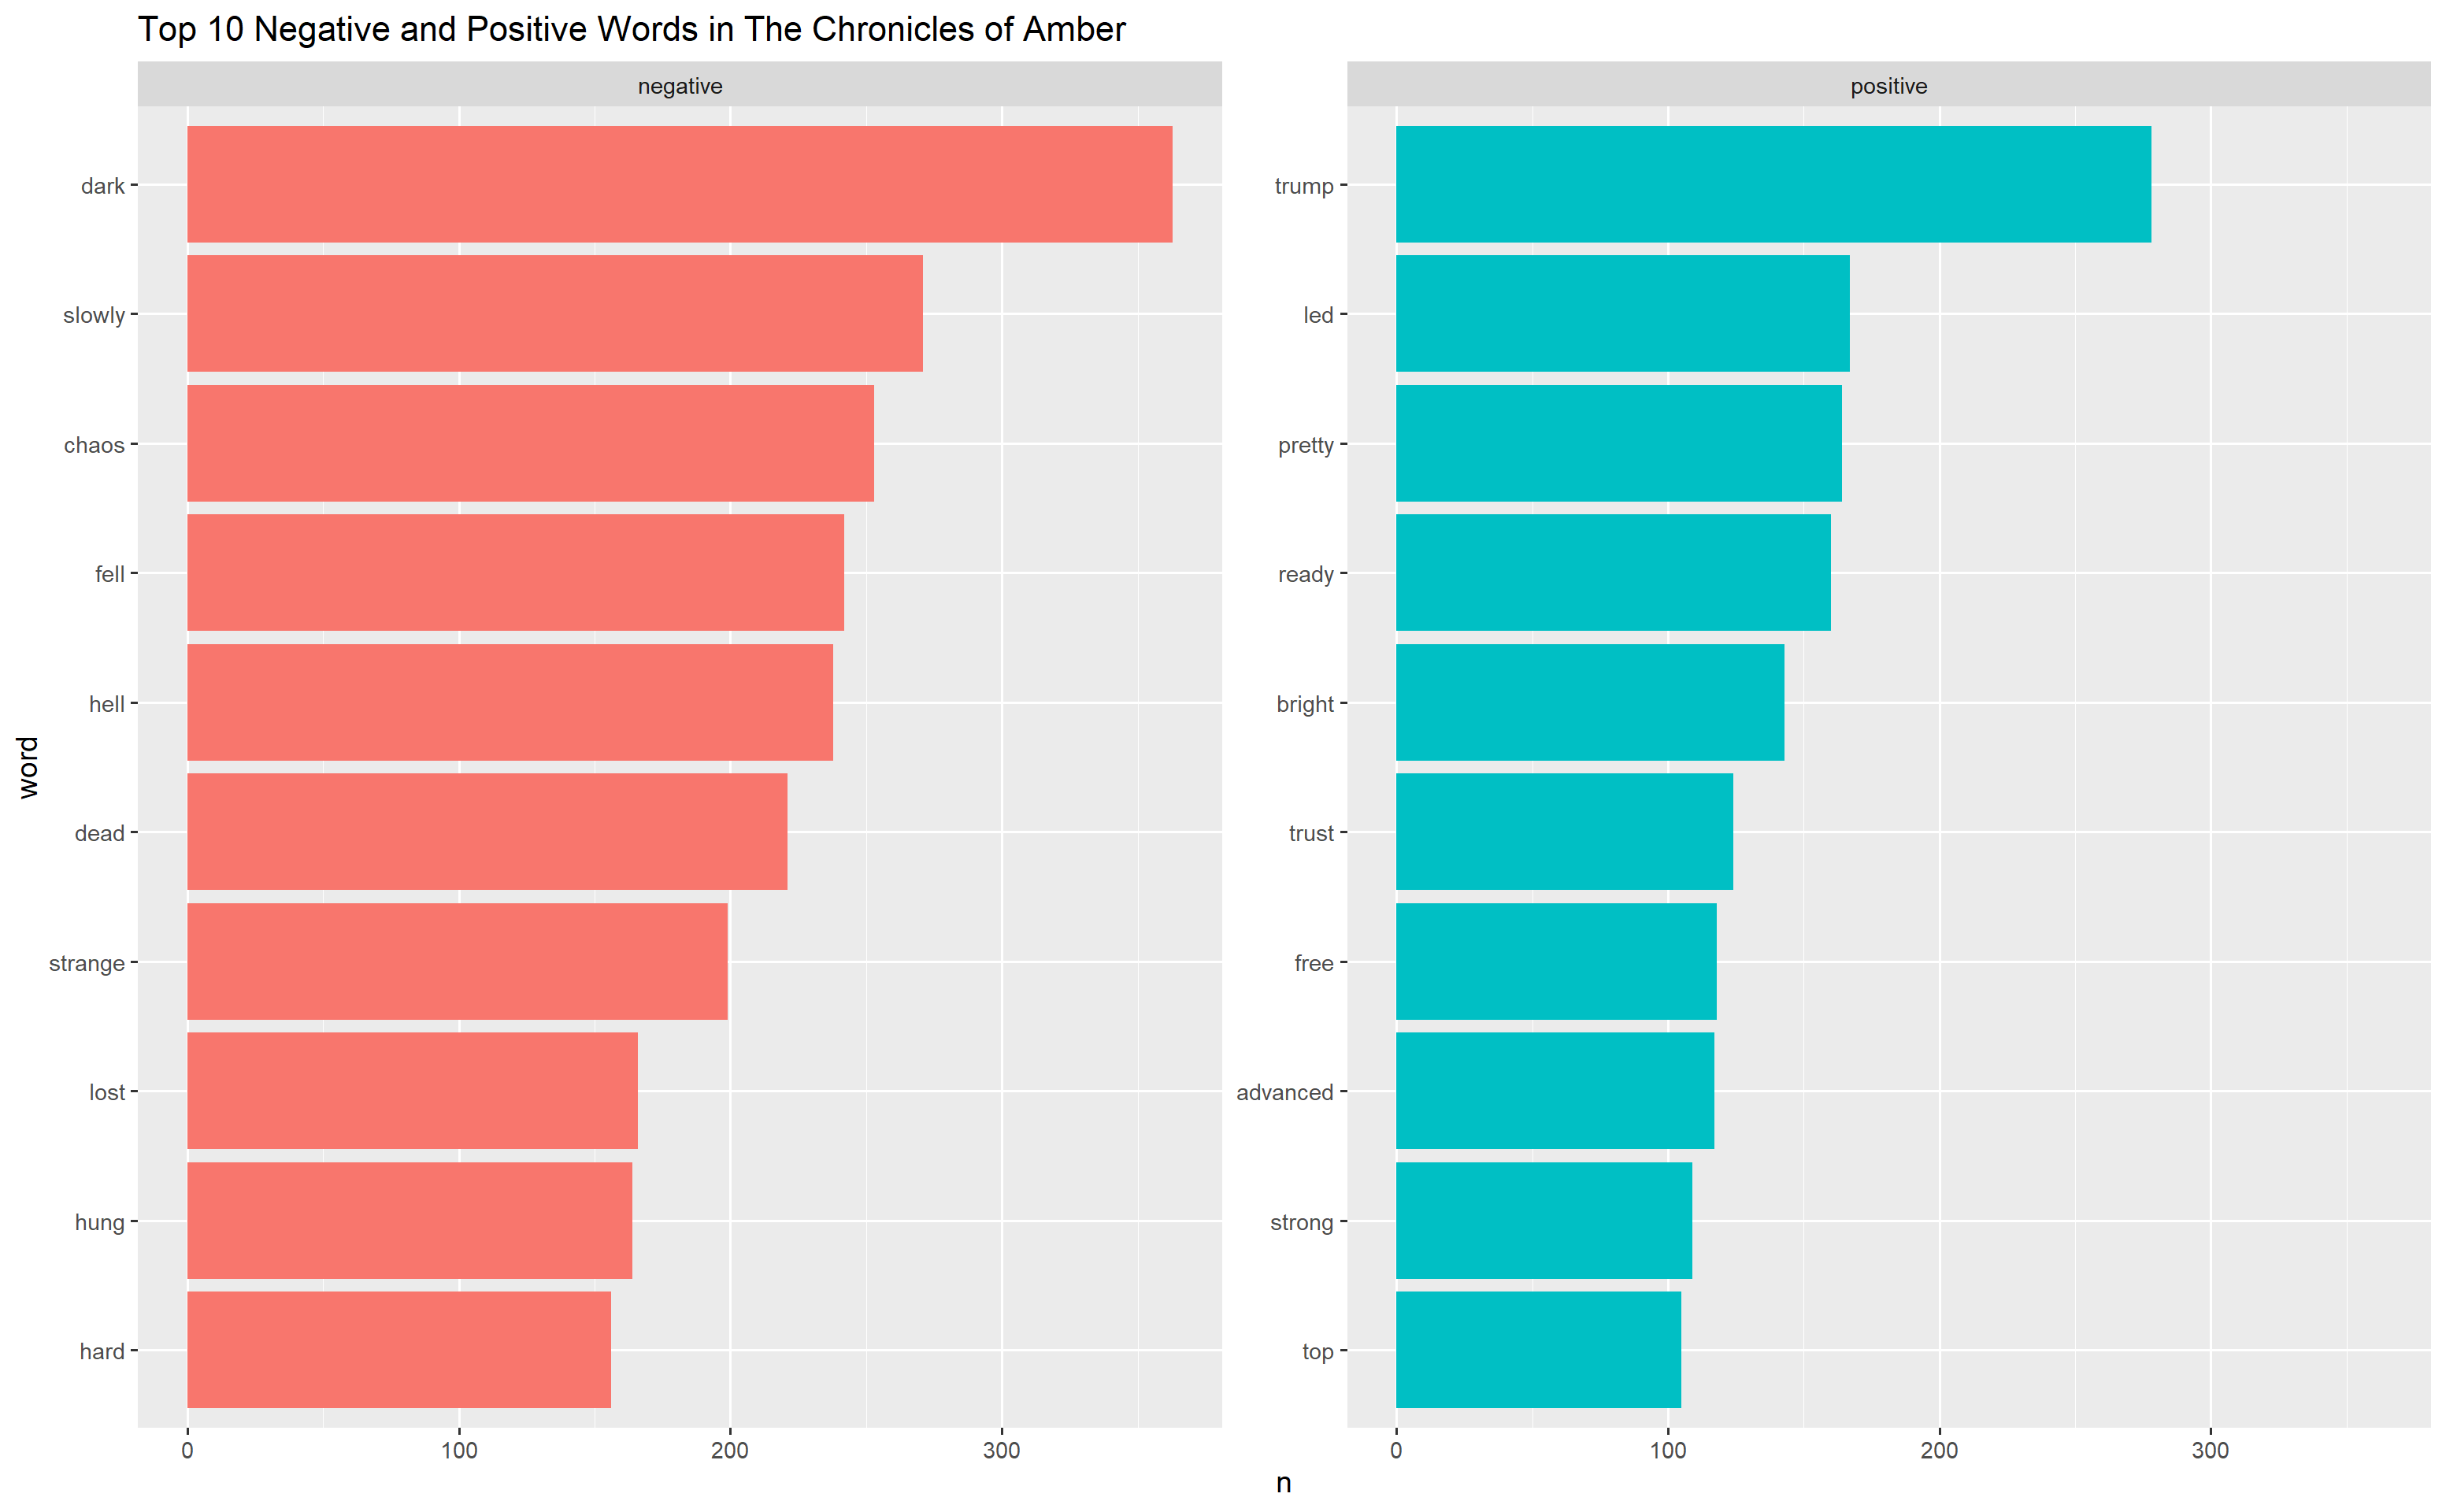 Top 10 Negative and Positive Words in The Chronicles of Amber
negative
positive
word
dark
slowly
chaos
fell
hell
dead
strange
lost
hung
hard
0 100 200 300
trump
led
pretty
ready
bright
trust
free
advanced
strong
top
0 100 200 300
n